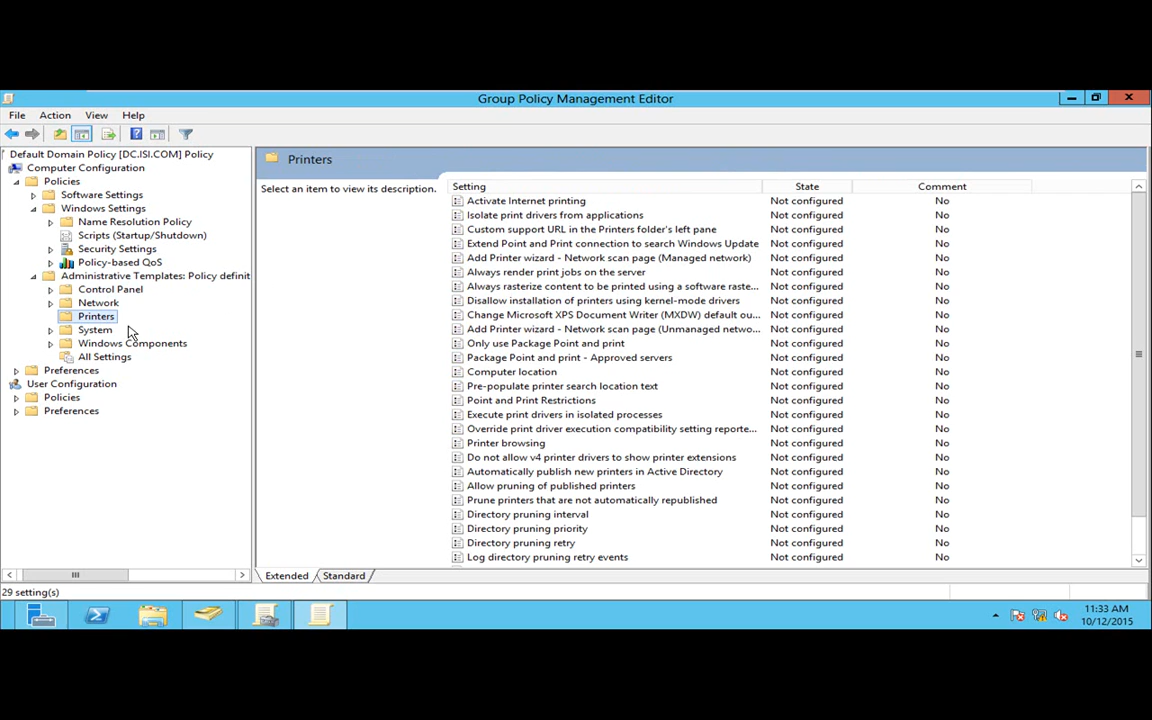 Group Policy Management Editor
File Action View Help
Default Domain Policy [DC.ISI.COM] Policy
Computer Configuration
Policies
Software Settings
Windows Settings
Name Resolution Policy
Scripts (Startup/Shutdown)
Security Settings
Policy-based QoS
Administrative Templates: Policy definit
Control Panel
Network
Printers
System
Windows Components
All Settings
Preferences
User Configuration
Policies
Preferences
Printers
Select an item to view its description.
Setting State Comment
Activate Internet printing Not configured No
Isolate print drivers from applications Not configured No
Custom support URL in the Printers folder's left pane Not configured No
Extend Point and Print connection to search Windows Update Not configured No
Add Printer wizard - Network scan page (Managed network) Not configured No
Always render print jobs on the server Not configured No
Always rasterize content to be printed using a software raste... Not configured No
Disallow installation of printers using kernel-mode drivers Not configured No
Change Microsoft XPS Document Writer (MXDW) default ou... Not configured No
Add Printer wizard - Network scan page (Unmanaged netwo... Not configured No
Only use Package Point and print Not configured No
Package Point and print - Approved servers Not configured No
Computer location Not configured No
Pre-populate printer search location text Not configured No
Point and Print Restrictions Not configured No
Execute print drivers in isolated processes Not configured No
Override print driver execution compatibility setting reporte... Not configured No
Printer browsing Not configured No
Do not allow v4 printer drivers to show printer extensions Not configured No
Automatically publish new printers in Active Directory Not configured No
Allow pruning of published printers Not configured No
Prune printers that are not automatically republished Not configured No
Directory pruning interval Not configured No
Directory pruning priority Not configured No
Directory pruning retry Not configured No
Log directory pruning retry events Not configured No
Extended Standard
29 setting(s)
11:33 AM
10/12/2015